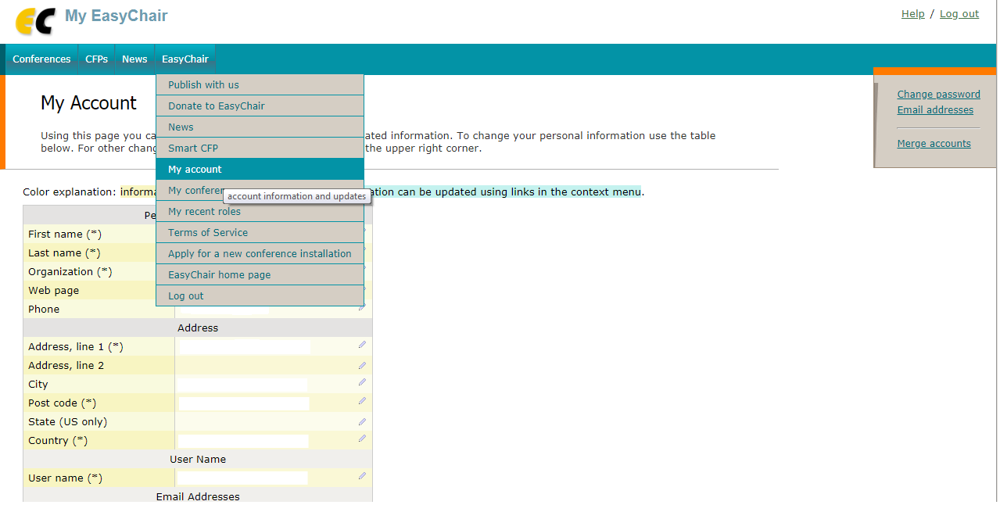 EC My EasyChair
Help / Log out
Conferences CFPs News EasyChair
Publish with us
Donate to EasyChair
News
Smart CFP
My account
My conferen
account information and updates
My recent roles
Terms of Service
Apply for a new conference installation
EasyChair home page
Log out
Change password
Email addresses
Merge accounts
My Account
Using this page you ca ated information. To change your personal information use the table
below. For other chang the upper right corner.
Color explanation: informa ation can be updated using links in the context menu.
Pe
First name (*)
Last name (*)
Organization (*)
Web page
Phone
Address
Address, line 1 (*)
Address, line 2
City
Post code (*)
State (US only)
Country (*)
User Name
User name (*)
Email Addresses